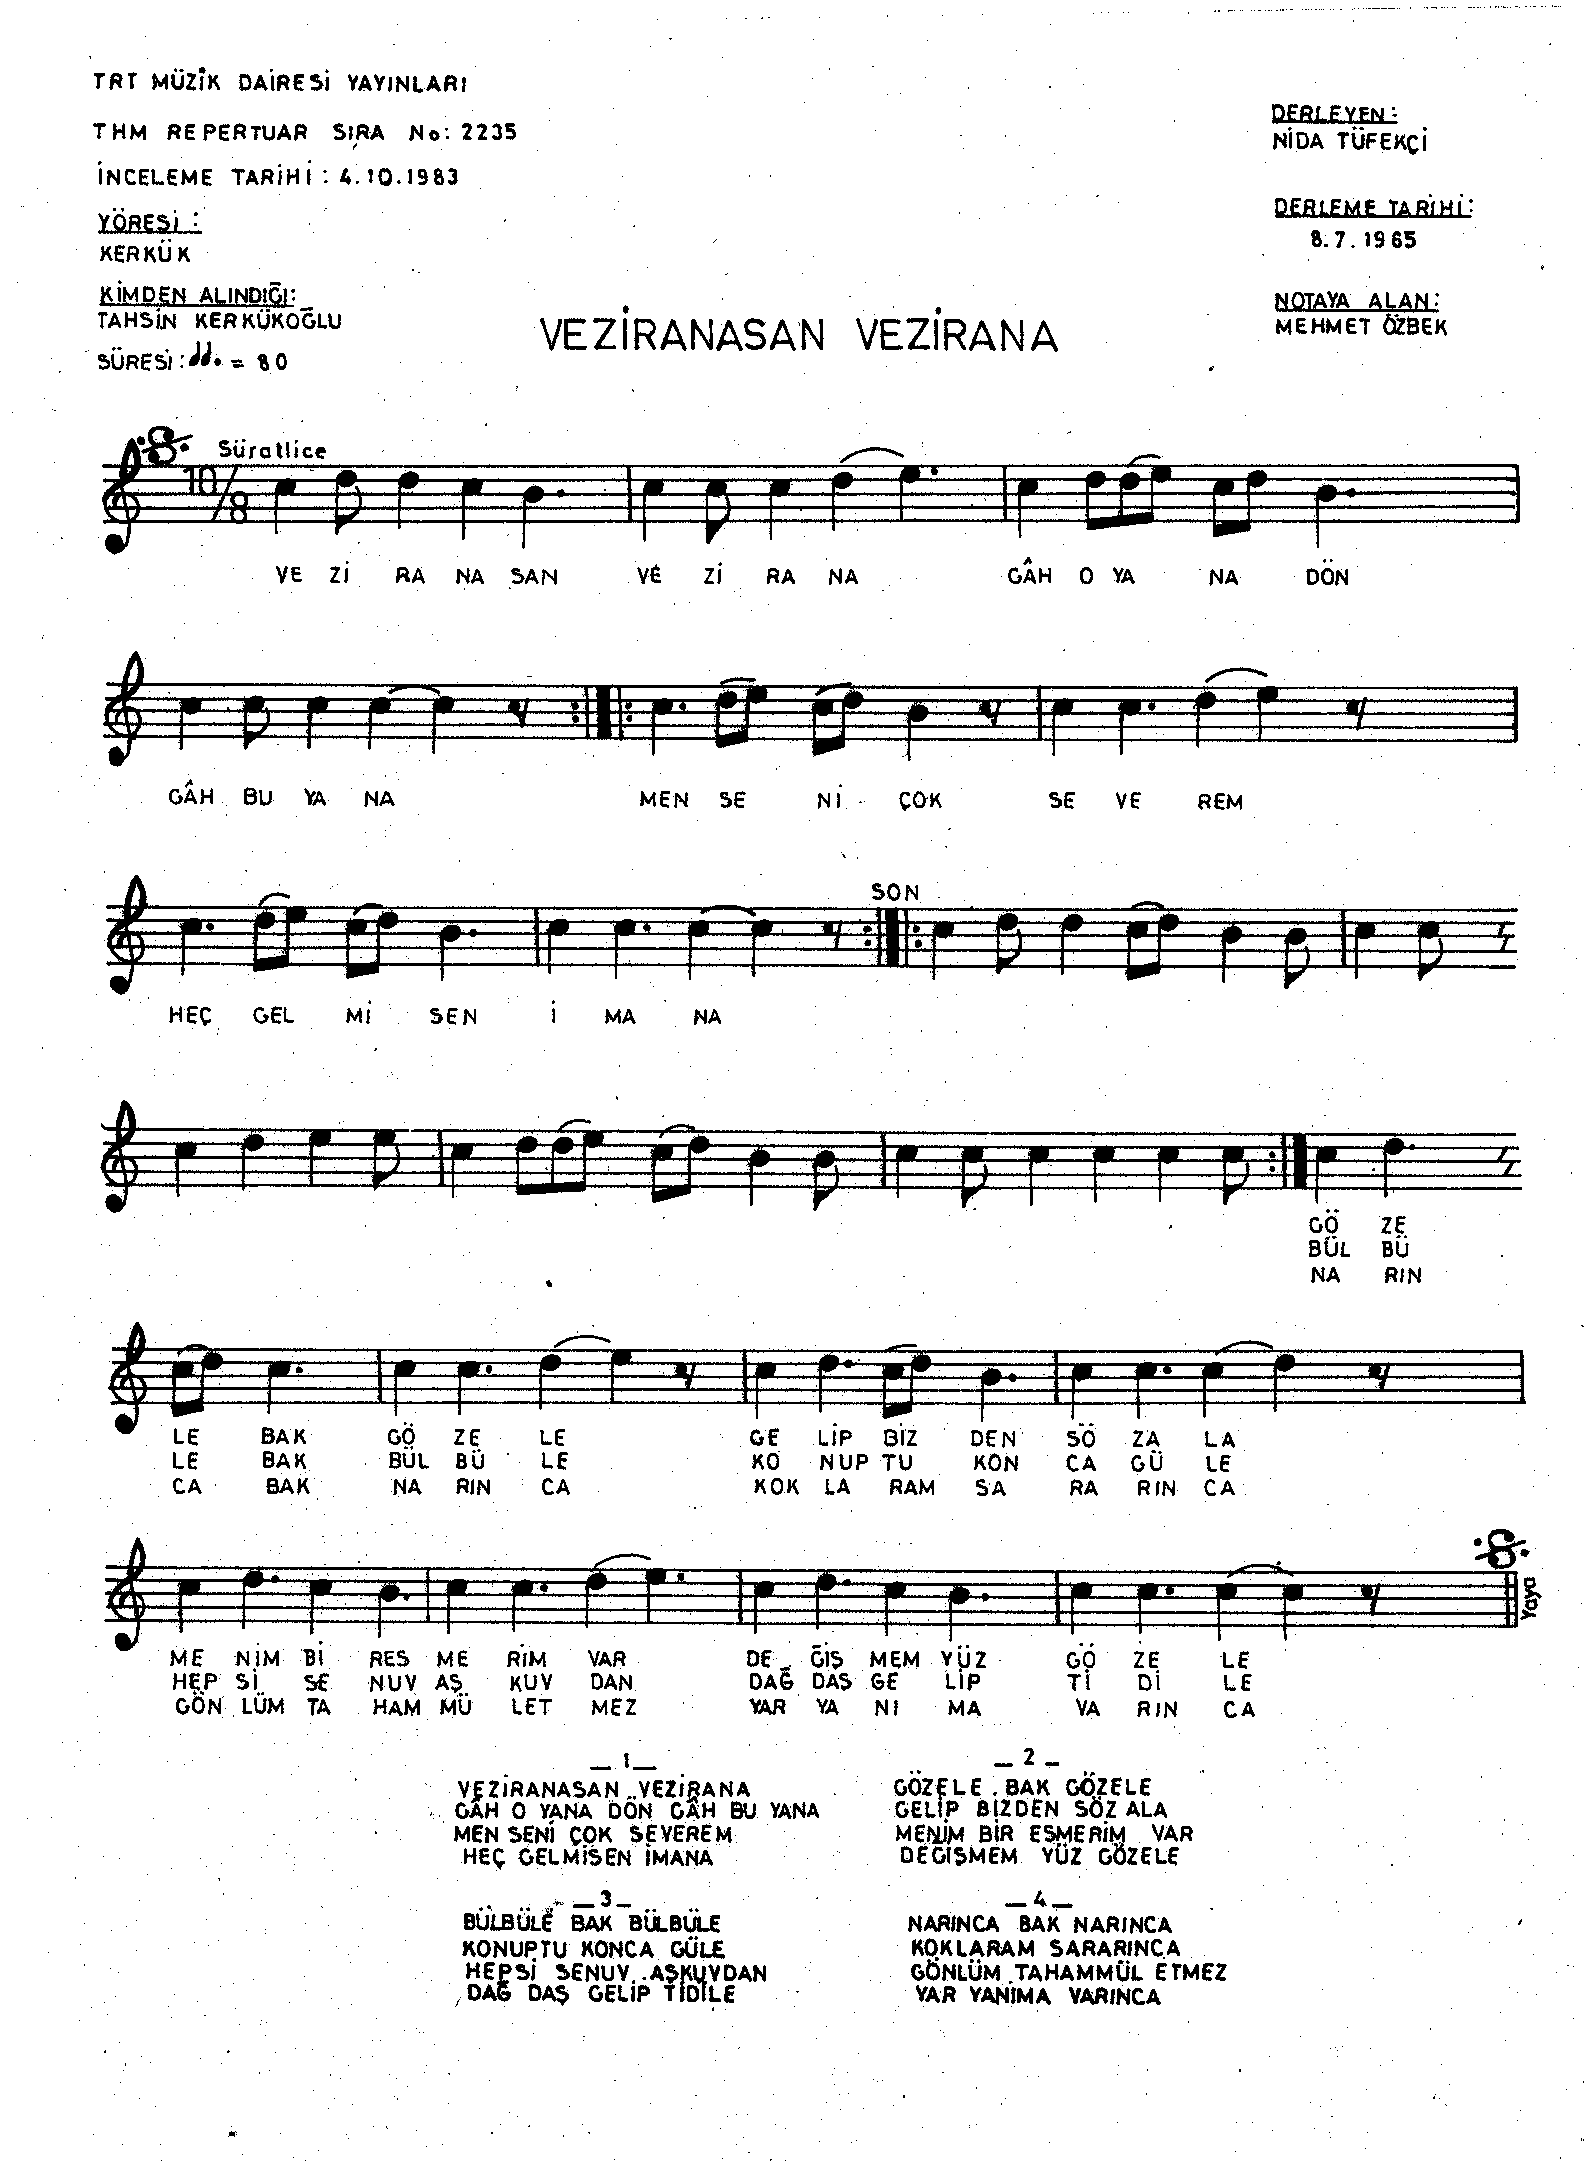 TRT MÜZİK DAİRESİ YAYINLARI
THM REPERTUAR SIRA No: 2235
İNCELEME TARİHİ : 4.10.1983
YÖRESİ :
KERKÜK
KİMDEN ALINDIĞI:
TAHSİN KERKÜKOĞLU
SÜRESİ : = 80
DERLEYEN :
NİDA TÜFEKÇİ
DERLEME TARİHİ:
8.7.1965
NOTAYA ALAN:
MEHMET ÖZBEK
VEZİRANASAN VEZİRANA
Süratlice
10/8
VE Zİ RA NA SAN VE Zİ RA NA GÂH O YA NA DÖN
GÂH BU YA NA MEN SE Nİ ÇOK SE VE REM
SON
HEÇ GEL Mİ SEN İ MA NA
GÖ ZE
BÜL BÜ
NA RIN
LE BAK GÖ ZE LE GE LİP BİZ DEN SÖ ZA LA
LE BAK BÜL BÜ LE KO NUP TU KON CA GÜ LE
CA BAK NA RIN CA KOK LA RAM SA RA RIN CA
Yaya
ME NİM Bİ RES ME RİM VAR DE ĞİŞ MEM YÜZ GÖ ZE LE
HEP Sİ SE NUV AŞ KUV DAN DAĞ DAŞ GE LİP Tİ Dİ LE
GÖN LÜM TA HAM MÜ LET MEZ YAR YA NI MA VA RIN CA
_ 1 _
VEZİRANASAN VEZİRANA
GÂH O YANA DÖN GÂH BU YANA
MEN SENİ ÇOK SEVEREM
HEÇ GELMİSEN İMANA
_ 2 _
GÖZELE BAK GÖZELE
GELİP BİZDEN SÖZ ALA
MENİM BİR ESMERİM VAR
DEĞİŞMEM YÜZ GÖZELE
_ 3 _
BÜLBÜLE BAK BÜLBÜLE
KONUPTU KONCA GÜLE
HEPSİ SENUV AŞKUVDAN
DAĞ DAŞ GELİP TİDİLE
_ 4 _
NARINCA BAK NARINCA
KOKLARAM SARARINCA
GÖNLÜM TAHAMMÜL ETMEZ
YAR YANIMA VARINCA